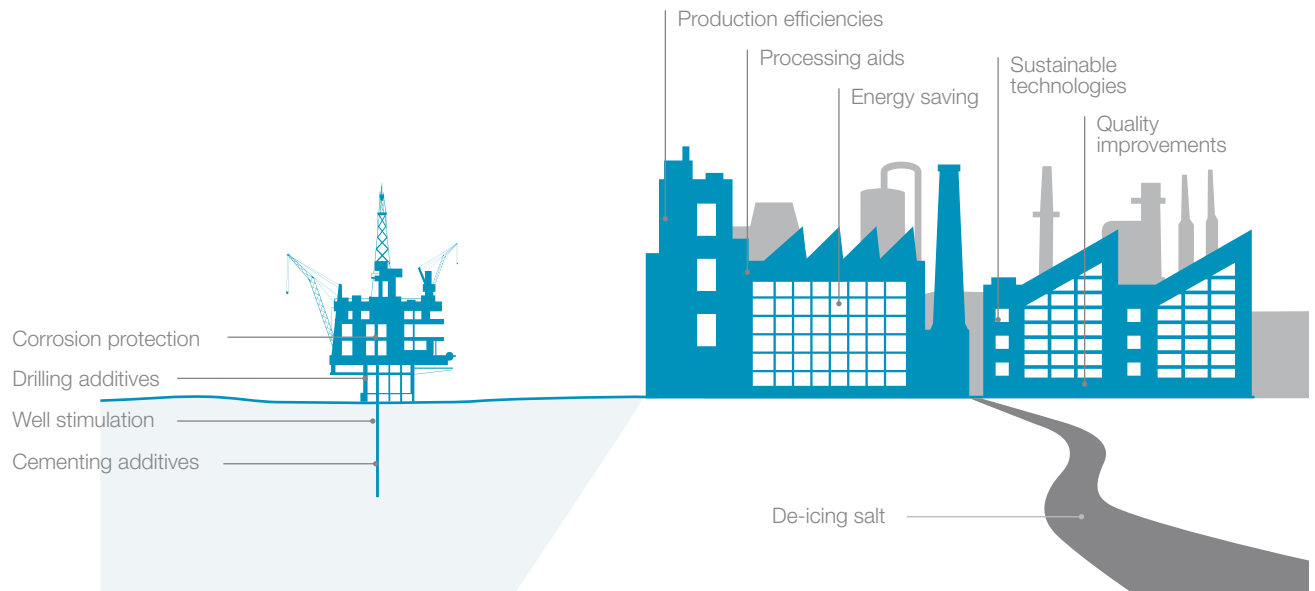 Production efficiencies
Processing aids
Energy saving
Sustainable
technologies
Quality
improvements
Corrosion protection
Drilling additives
Well stimulation
Cementing additives
De-icing salt